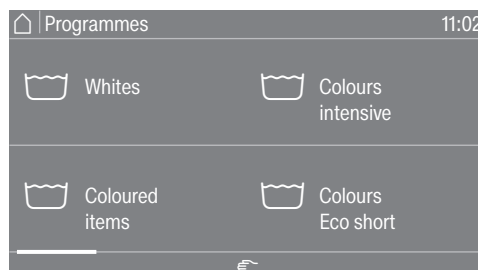 Programmes 11:02
Whites
Colours
intensive
Coloured
items
Colours
Eco short